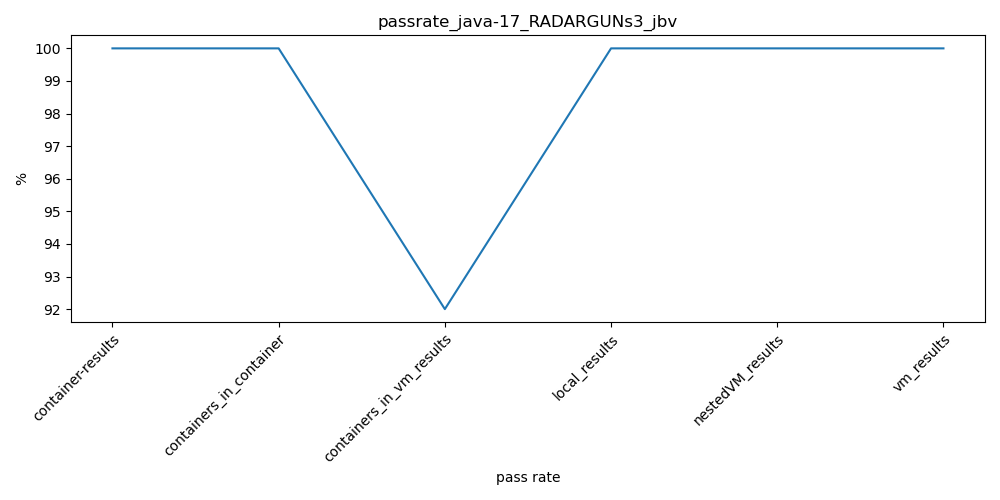 passrate_java-17_RADARGUNs3_jbv
%
100
99
98
97
96
95
94
93
92
container-results
containers_in_container
containers_in_vm_results
local_results
nestedVM_results
vm_results
pass rate